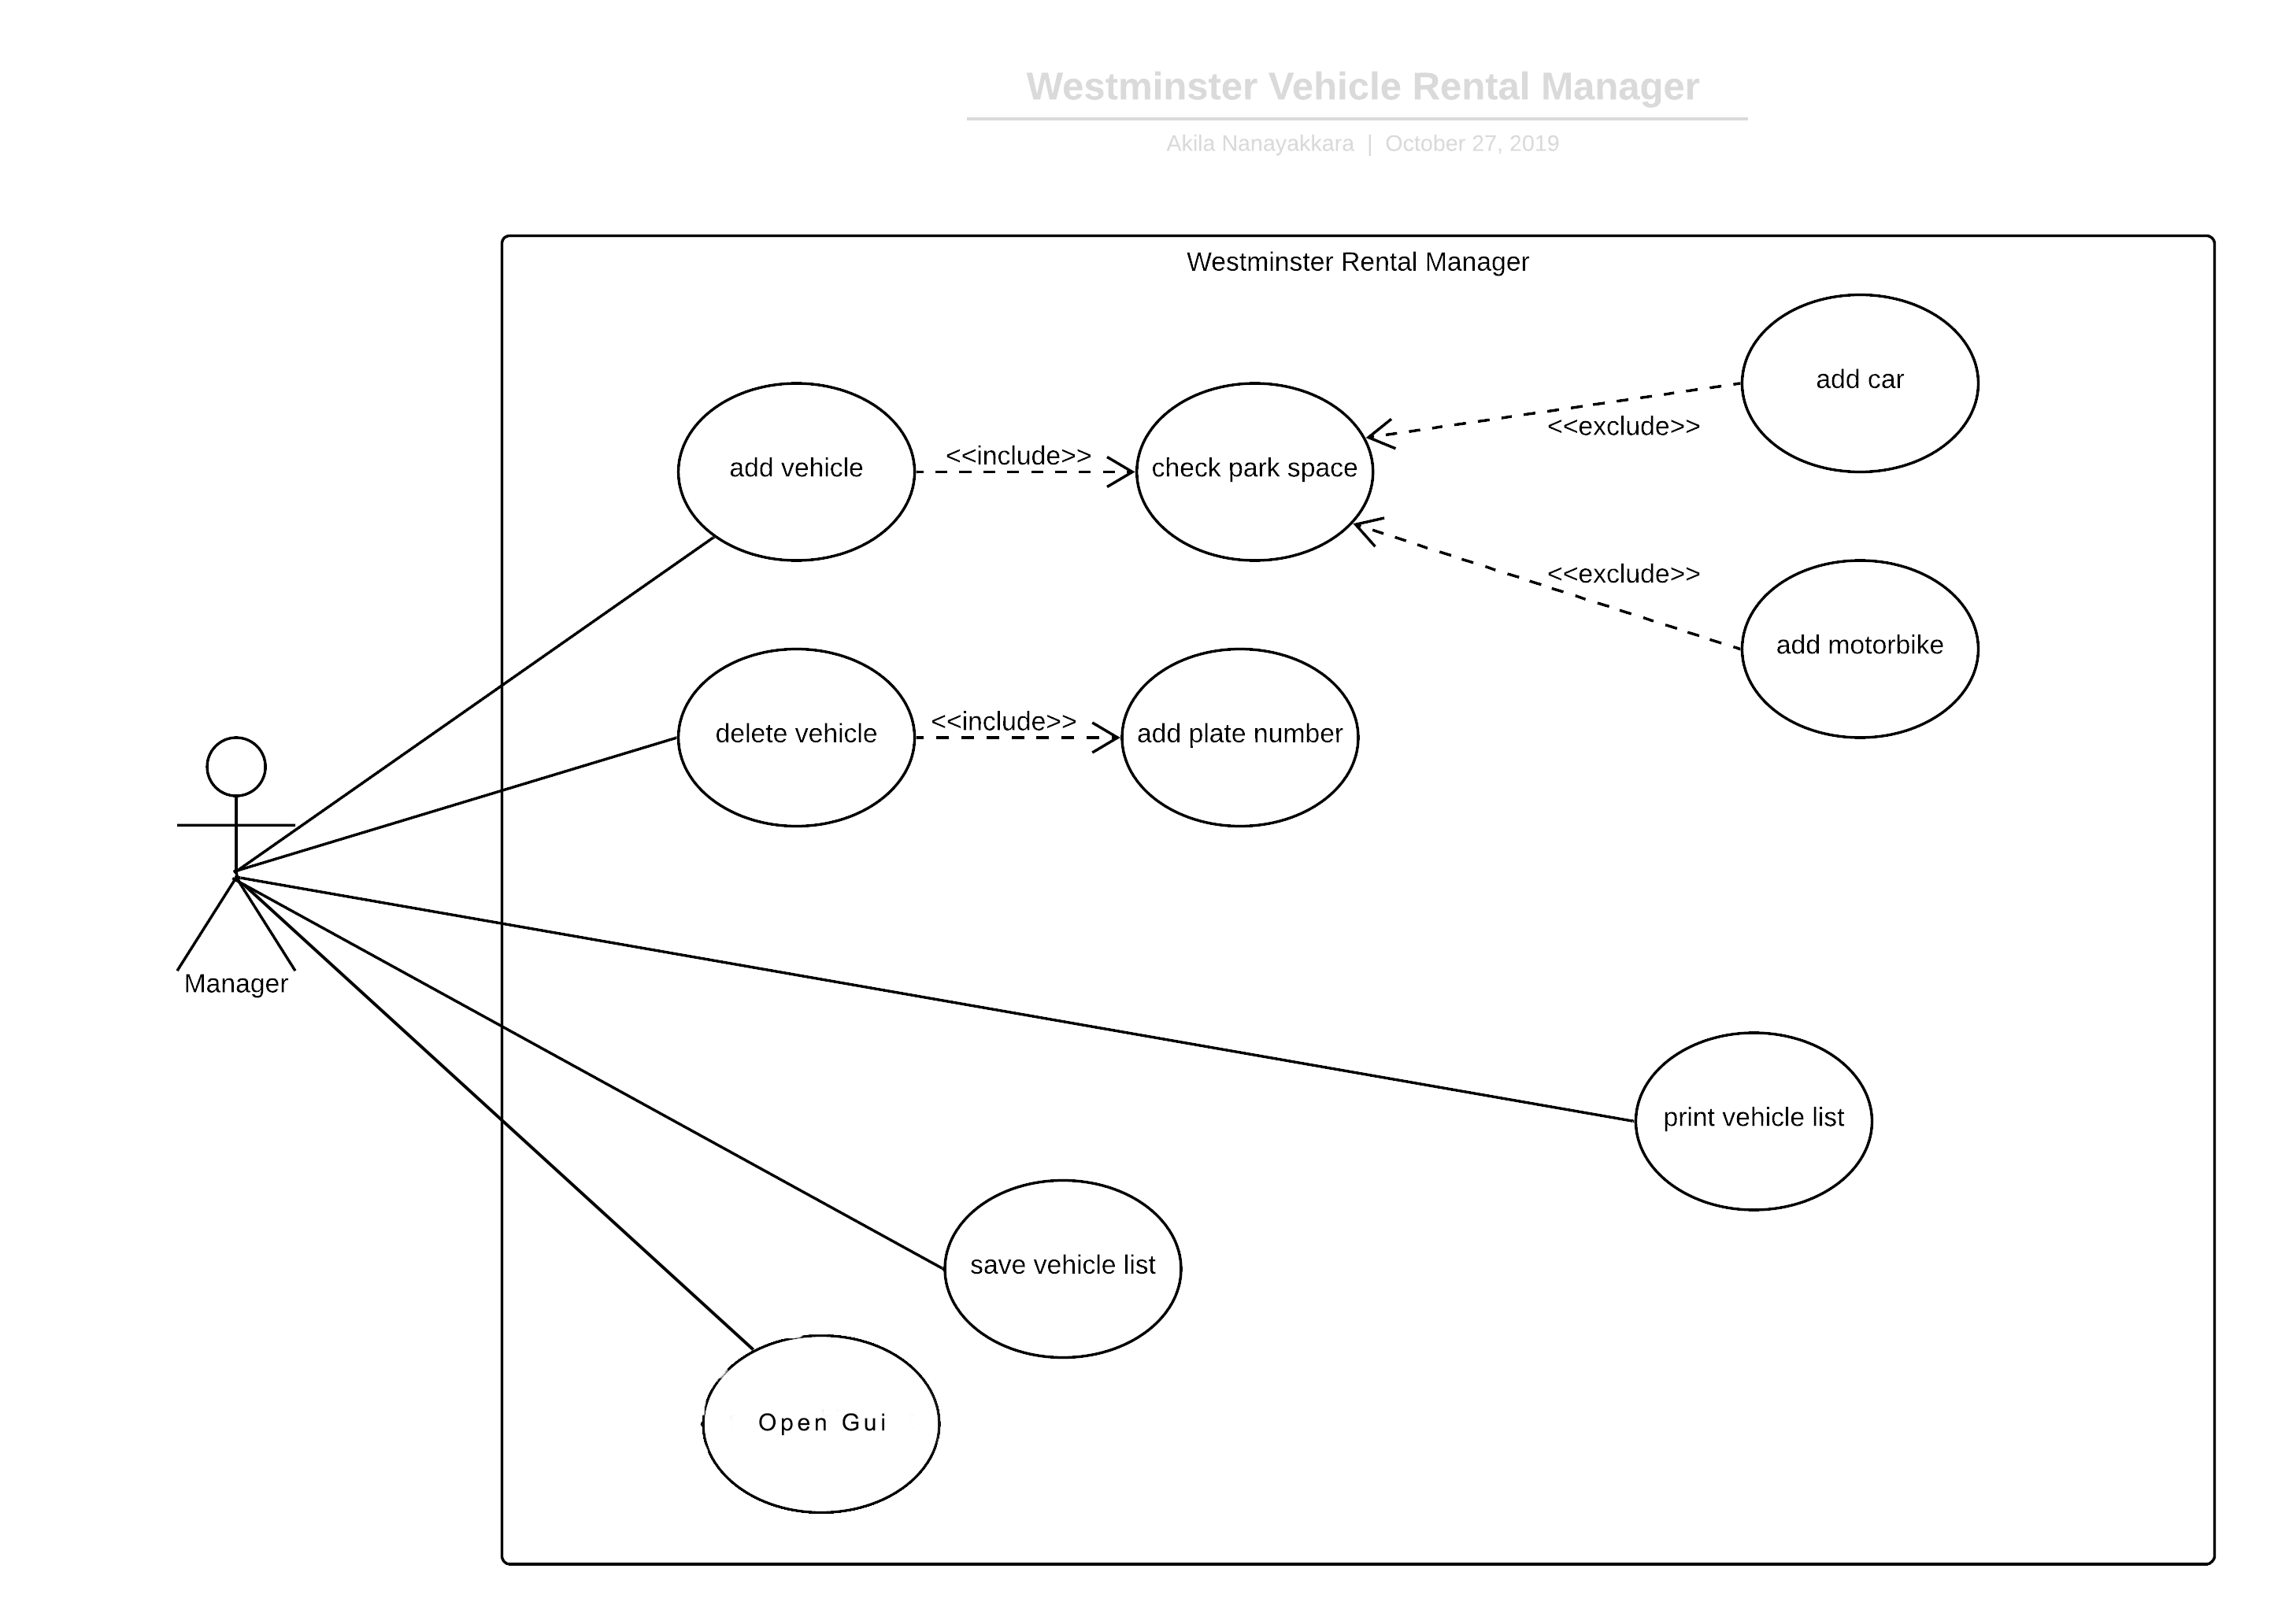 Westminster Vehicle Rental Manager
Akila Nanayakkara | October 27, 2019
Westminster Rental Manager
add car
<<exclude>>
add vehicle
<<include>>
check park space
<<exclude>>
add motorbike
delete vehicle
<<include>>
add plate number
Manager
print vehicle list
save vehicle list
Open Gui